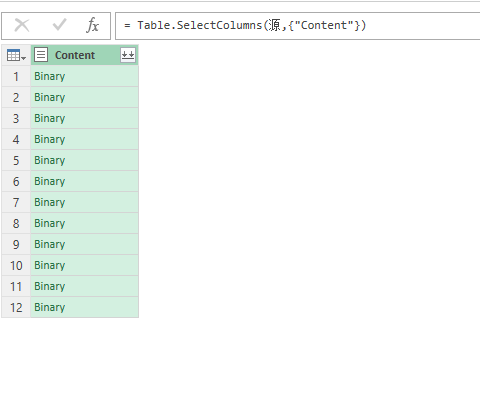 fx
= Table.SelectColumns(源,{"Content"})
Content
1 Binary
2 Binary
3 Binary
4 Binary
5 Binary
6 Binary
7 Binary
8 Binary
9 Binary
10 Binary
11 Binary
12 Binary